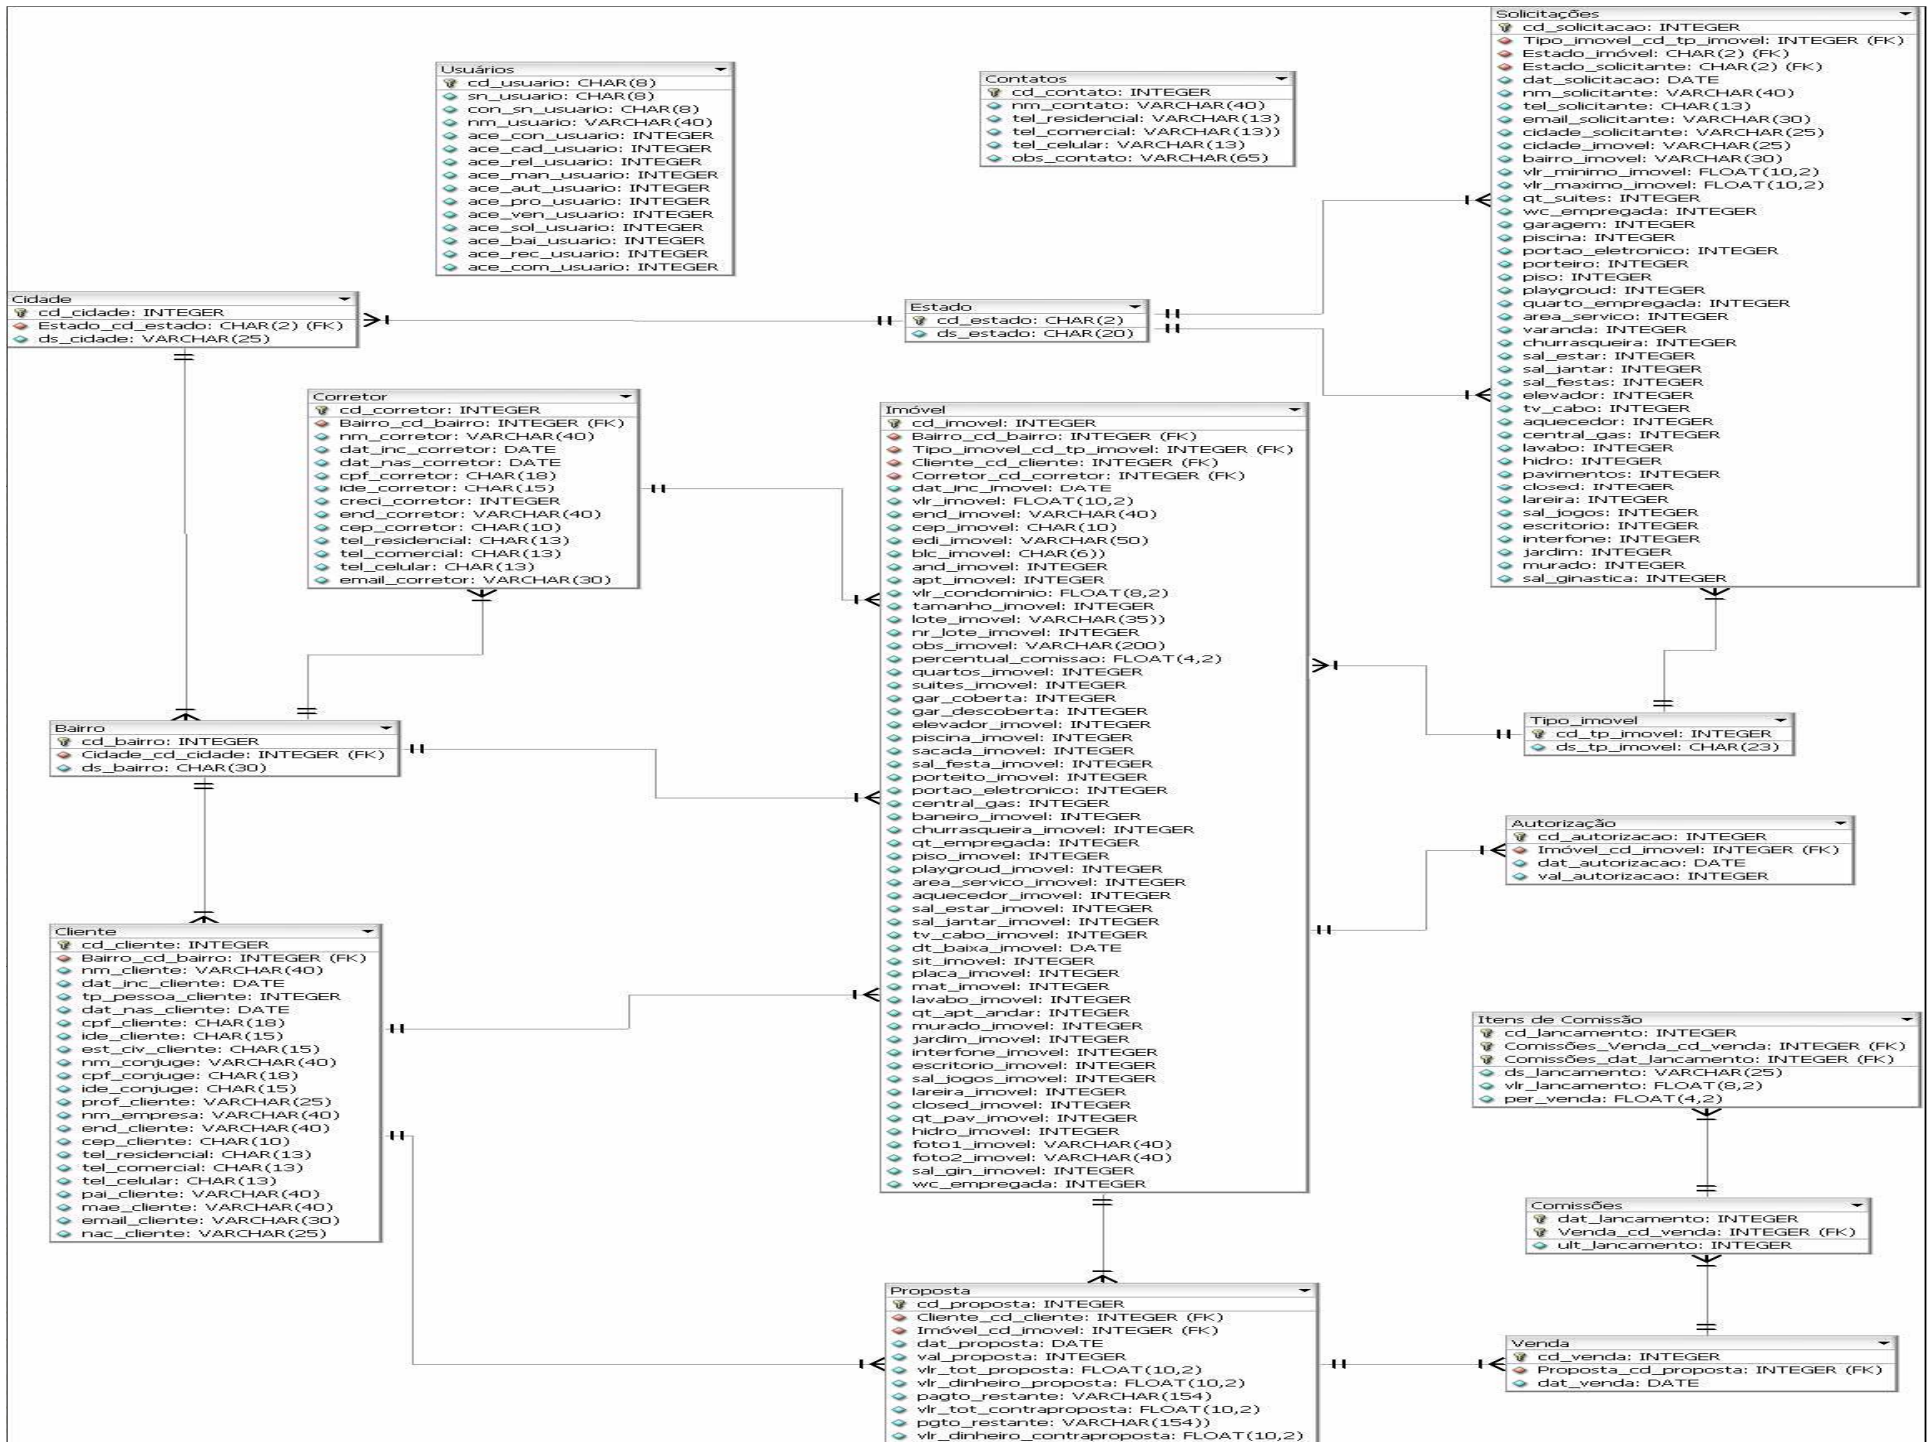 Solicitações
cd_solicitacao: INTEGER
Tipo_imovel_cd_tp_imovel: INTEGER (FK)
Estado_imóvel: CHAR(2) (FK)
Estado_solicitante: CHAR(2) (FK)
dat_solicitacao: DATE
nm_solicitante: VARCHAR(40)
tel_solicitante: CHAR(13)
email_solicitante: VARCHAR(30)
cidade_solicitante: VARCHAR(25)
cidade_imovel: VARCHAR(25)
bairro_imovel: VARCHAR(30)
vlr_minimo_imovel: FLOAT(10,2)
vlr_maximo_imovel: FLOAT(10,2)
qt_suites: INTEGER
wc_empregada: INTEGER
garagem: INTEGER
piscina: INTEGER
portao_eletronico: INTEGER
porteiro: INTEGER
piso: INTEGER
playgroud: INTEGER
quarto_empregada: INTEGER
area_servico: INTEGER
varanda: INTEGER
churrasqueira: INTEGER
sal_estar: INTEGER
sal_jantar: INTEGER
sal_festas: INTEGER
elevador: INTEGER
tv_cabo: INTEGER
aquecedor: INTEGER
central_gas: INTEGER
lavabo: INTEGER
hidro: INTEGER
pavimentos: INTEGER
closed: INTEGER
lareira: INTEGER
sal_jogos: INTEGER
escritorio: INTEGER
interfone: INTEGER
jardim: INTEGER
murado: INTEGER
sal_ginastica: INTEGER
Usuários
cd_usuario: CHAR(8)
sn_usuario: CHAR(8)
con_sn_usuario: CHAR(8)
nm_usuario: VARCHAR(40)
ace_con_usuario: INTEGER
ace_cad_usuario: INTEGER
ace_rel_usuario: INTEGER
ace_man_usuario: INTEGER
ace_aut_usuario: INTEGER
ace_pro_usuario: INTEGER
ace_ven_usuario: INTEGER
ace_sol_usuario: INTEGER
ace_bai_usuario: INTEGER
ace_rec_usuario: INTEGER
ace_com_usuario: INTEGER
Contatos
cd_contato: INTEGER
nm_contato: VARCHAR(40)
tel_residencial: VARCHAR(13)
tel_comercial: VARCHAR(13))
tel_celular: VARCHAR(13)
obs_contato: VARCHAR(65)
Cidade
cd_cidade: INTEGER
Estado_cd_estado: CHAR(2) (FK)
ds_cidade: VARCHAR(25)
Estado
cd_estado: CHAR(2)
ds_estado: CHAR(20)
Corretor
cd_corretor: INTEGER
Bairro_cd_bairro: INTEGER (FK)
nm_corretor: VARCHAR(40)
dat_inc_corretor: DATE
dat_nas_corretor: DATE
cpf_corretor: CHAR(18)
ide_corretor: CHAR(15)
creci_corretor: INTEGER
end_corretor: VARCHAR(40)
cep_corretor: CHAR(10)
tel_residencial: CHAR(13)
tel_comercial: CHAR(13)
tel_celular: CHAR(13)
email_corretor: VARCHAR(30)
Imóvel
cd_imovel: INTEGER
Bairro_cd_bairro: INTEGER (FK)
Tipo_imovel_cd_tp_imovel: INTEGER (FK)
Cliente_cd_cliente: INTEGER (FK)
Corretor_cd_corretor: INTEGER (FK)
dat_inc_imovel: DATE
vlr_imovel: FLOAT(10,2)
end_imovel: VARCHAR(40)
cep_imovel: CHAR(10)
edi_imovel: VARCHAR(50)
blc_imovel: CHAR(6))
and_imovel: INTEGER
apt_imovel: INTEGER
vlr_condominio: FLOAT(8,2)
tamanho_imovel: INTEGER
lote_imovel: VARCHAR(35))
nr_lote_imovel: INTEGER
obs_imovel: VARCHAR(200)
percentual_comissao: FLOAT(4,2)
quartos_imovel: INTEGER
suites_imovel: INTEGER
gar_coberta: INTEGER
gar_descoberta: INTEGER
elevador_imovel: INTEGER
piscina_imovel: INTEGER
sacada_imovel: INTEGER
sal_festa_imovel: INTEGER
porteito_imovel: INTEGER
portao_eletronico: INTEGER
central_gas: INTEGER
baneiro_imovel: INTEGER
churrasqueira_imovel: INTEGER
qt_empregada: INTEGER
piso_imovel: INTEGER
playgroud_imovel: INTEGER
area_servico_imovel: INTEGER
aquecedor_imovel: INTEGER
sal_estar_imovel: INTEGER
sal_jantar_imovel: INTEGER
tv_cabo_imovel: INTEGER
dt_baixa_imovel: DATE
sit_imovel: INTEGER
placa_imovel: INTEGER
mat_imovel: INTEGER
lavabo_imovel: INTEGER
qt_apt_andar: INTEGER
murado_imovel: INTEGER
jardim_imovel: INTEGER
interfone_imovel: INTEGER
escritorio_imovel: INTEGER
sal_jogos_imovel: INTEGER
lareira_imovel: INTEGER
closed_imovel: INTEGER
qt_pav_imovel: INTEGER
hidro_imovel: INTEGER
foto1_imovel: VARCHAR(40)
foto2_imovel: VARCHAR(40)
sal_gin_imovel: INTEGER
wc_empregada: INTEGER
Bairro
cd_bairro: INTEGER
Cidade_cd_cidade: INTEGER (FK)
ds_bairro: CHAR(30)
Tipo_imovel
cd_tp_imovel: INTEGER
ds_tp_imovel: CHAR(23)
Autorização
cd_autorizacao: INTEGER
Imóvel_cd_imovel: INTEGER (FK)
dat_autorizacao: DATE
val_autorizacao: INTEGER
Cliente
cd_cliente: INTEGER
Bairro_cd_bairro: INTEGER (FK)
nm_cliente: VARCHAR(40)
dat_inc_cliente: DATE
tp_pessoa_cliente: INTEGER
dat_nas_cliente: DATE
cpf_cliente: CHAR(18)
ide_cliente: CHAR(15)
est_civ_cliente: CHAR(15)
nm_conjuge: VARCHAR(40)
cpf_conjuge: CHAR(18)
ide_conjuge: CHAR(15)
prof_cliente: VARCHAR(25)
nm_empresa: VARCHAR(40)
end_cliente: VARCHAR(40)
cep_cliente: CHAR(10)
tel_residencial: CHAR(13)
tel_comercial: CHAR(13)
tel_celular: CHAR(13)
pai_cliente: VARCHAR(40)
mae_cliente: VARCHAR(40)
email_cliente: VARCHAR(30)
nac_cliente: VARCHAR(25)
Itens de Comissão
cd_lancamento: INTEGER
Comissões_Venda_cd_venda: INTEGER (FK)
Comissões_dat_lancamento: INTEGER (FK)
ds_lancamento: VARCHAR(25)
vlr_lancamento: FLOAT(8,2)
per_venda: FLOAT(4,2)
Comissões
dat_lancamento: INTEGER
Venda_cd_venda: INTEGER (FK)
ult_lancamento: INTEGER
Proposta
cd_proposta: INTEGER
Cliente_cd_cliente: INTEGER (FK)
Imóvel_cd_imovel: INTEGER (FK)
dat_proposta: DATE
val_proposta: INTEGER
vlr_tot_proposta: FLOAT(10,2)
vlr_dinheiro_proposta: FLOAT(10,2)
pagto_restante: VARCHAR(154)
vlr_tot_contraproposta: FLOAT(10,2)
pgto_restante: VARCHAR(154))
vlr_dinheiro_contraproposta: FLOAT(10,2)
Venda
cd_venda: INTEGER
Proposta_cd_proposta: INTEGER (FK)
dat_venda: DATE